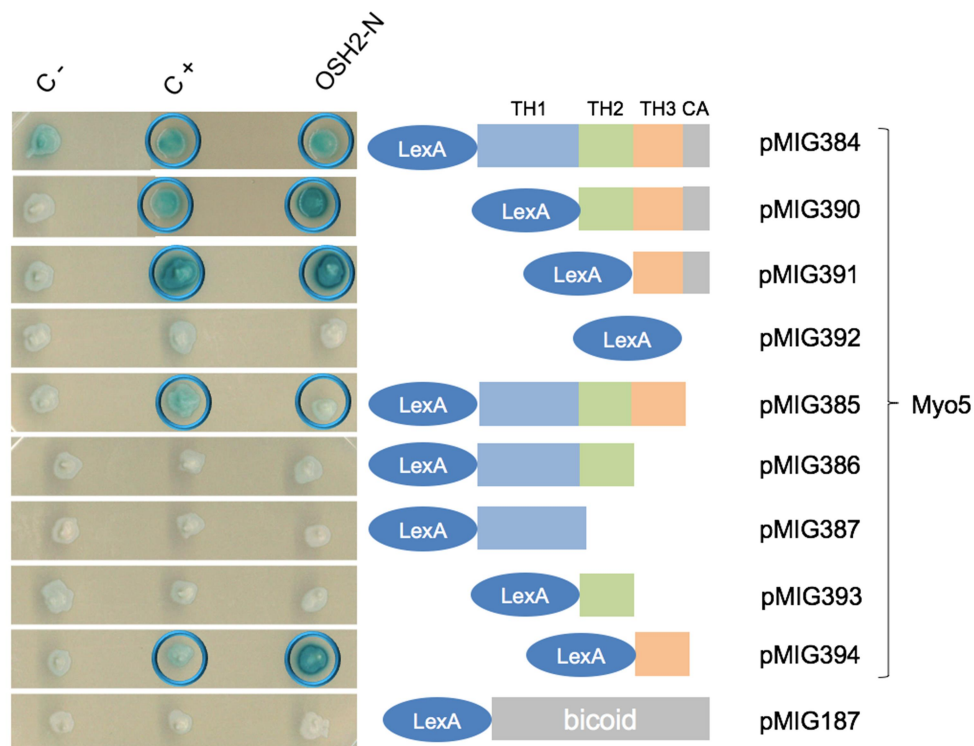 C - C + OSH2-N
TH1 TH2 TH3 CA
LexA pMIG384
LexA pMIG390
LexA pMIG391
LexA pMIG392
LexA pMIG385 Myo5
LexA pMIG386
LexA pMIG387
LexA pMIG393
LexA pMIG394
LexA bicoid pMIG187